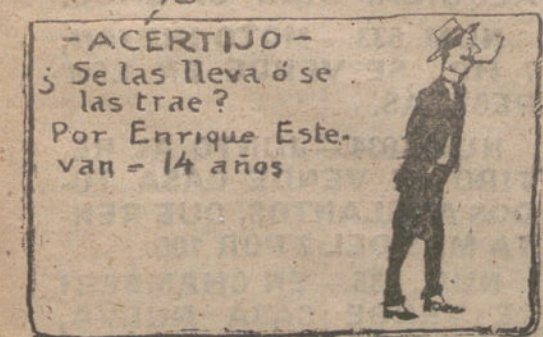 -ACERTIJO-
¿ Se las lleva ó se
las trae?
Por Enrique Este-
van - 14 años